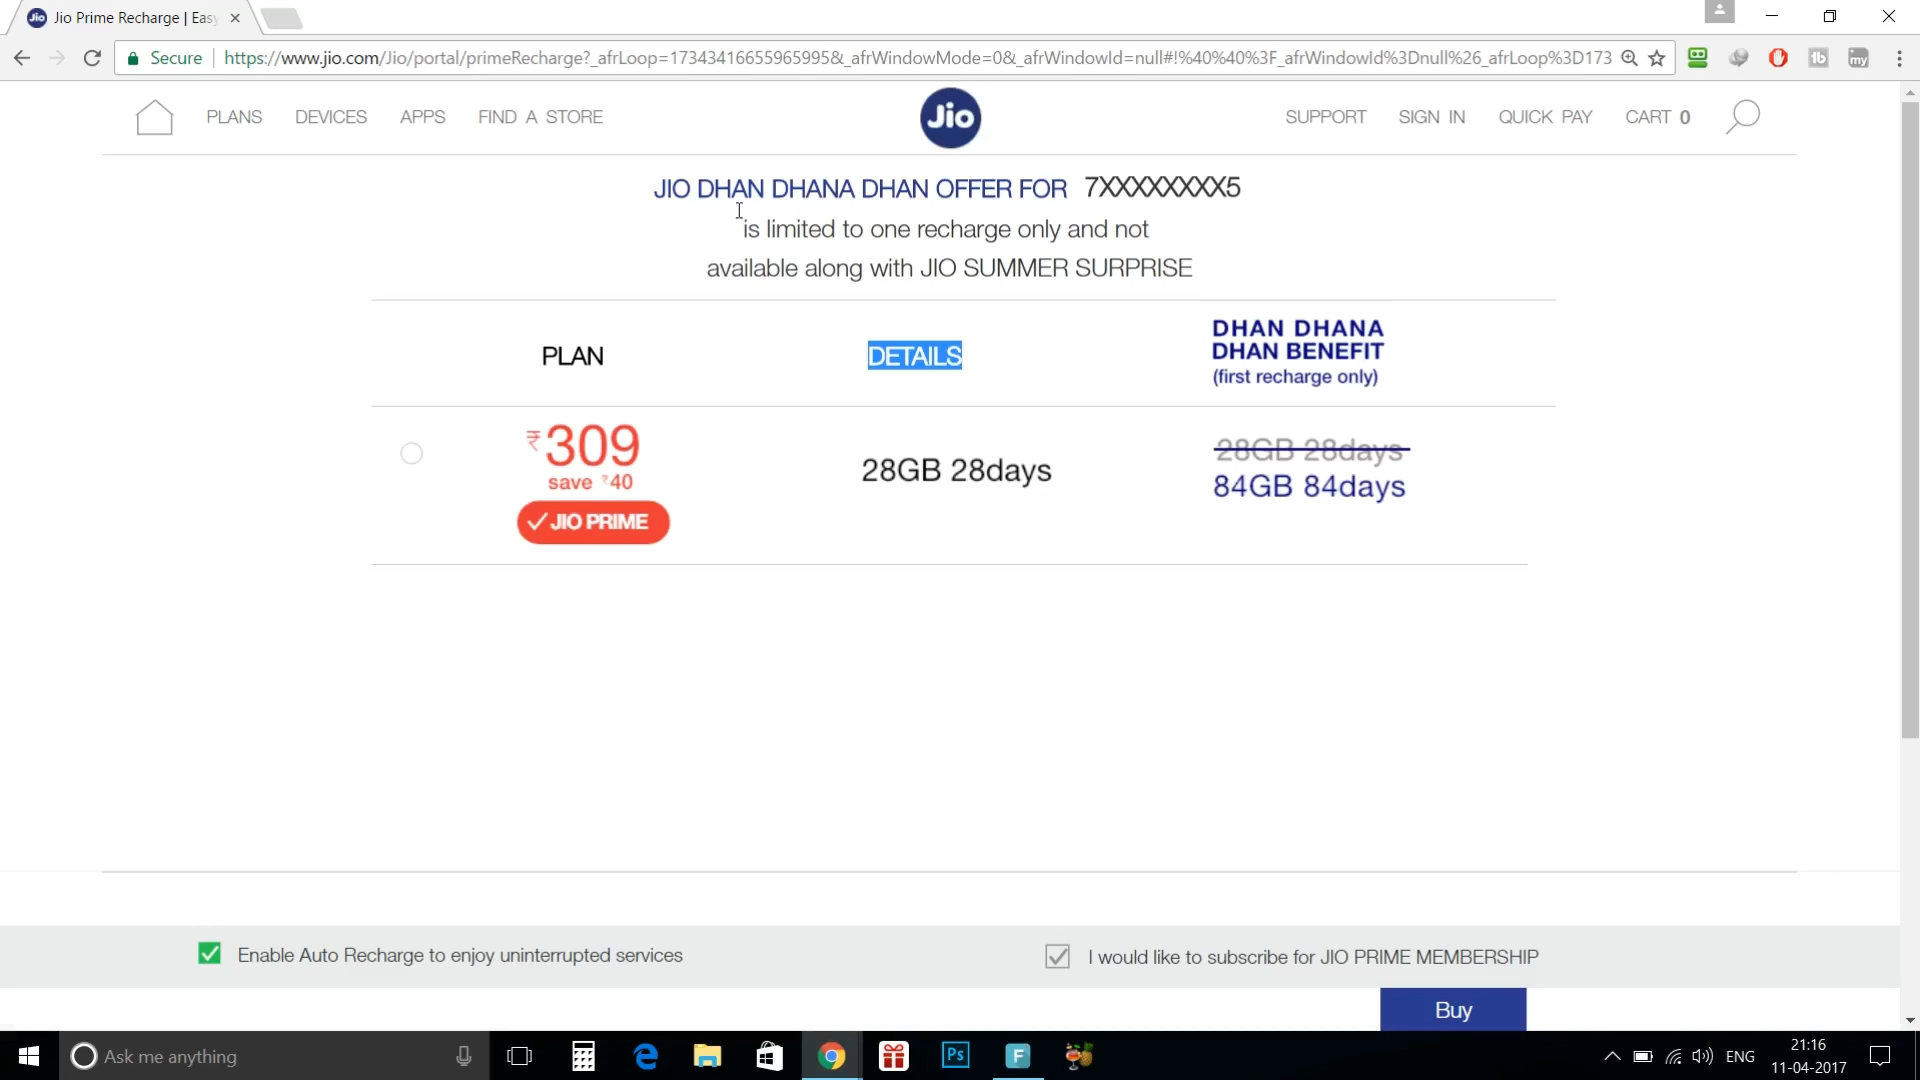 Jio Jio Prime Recharge | Easy
Secure https://www.jio.com/Jio/portal/primeRecharge?_afrLoop=17343416655965995&_afrWindowMode=0&_afrWindowId=null#!%40%40%3F_afrWindowId%3Dnull%26_afrLoop%3D173
PLANS DEVICES APPS FIND A STORE Jio SUPPORT SIGN IN QUICK PAY CART 0
JIO DHAN DHANA DHAN OFFER FOR 7XXXXXXXX5
is limited to one recharge only and not
available along with JIO SUMMER SURPRISE
PLAN DETAILS DHAN DHANA
DHAN BENEFIT
(first recharge only)
₹309
save ₹40
JIO PRIME
28GB 28days
28GB 28days
84GB 84days
Enable Auto Recharge to enjoy uninterrupted services I would like to subscribe for JIO PRIME MEMBERSHIP
Buy
Ask me anything Ps F ENG 21:16
11-04-2017